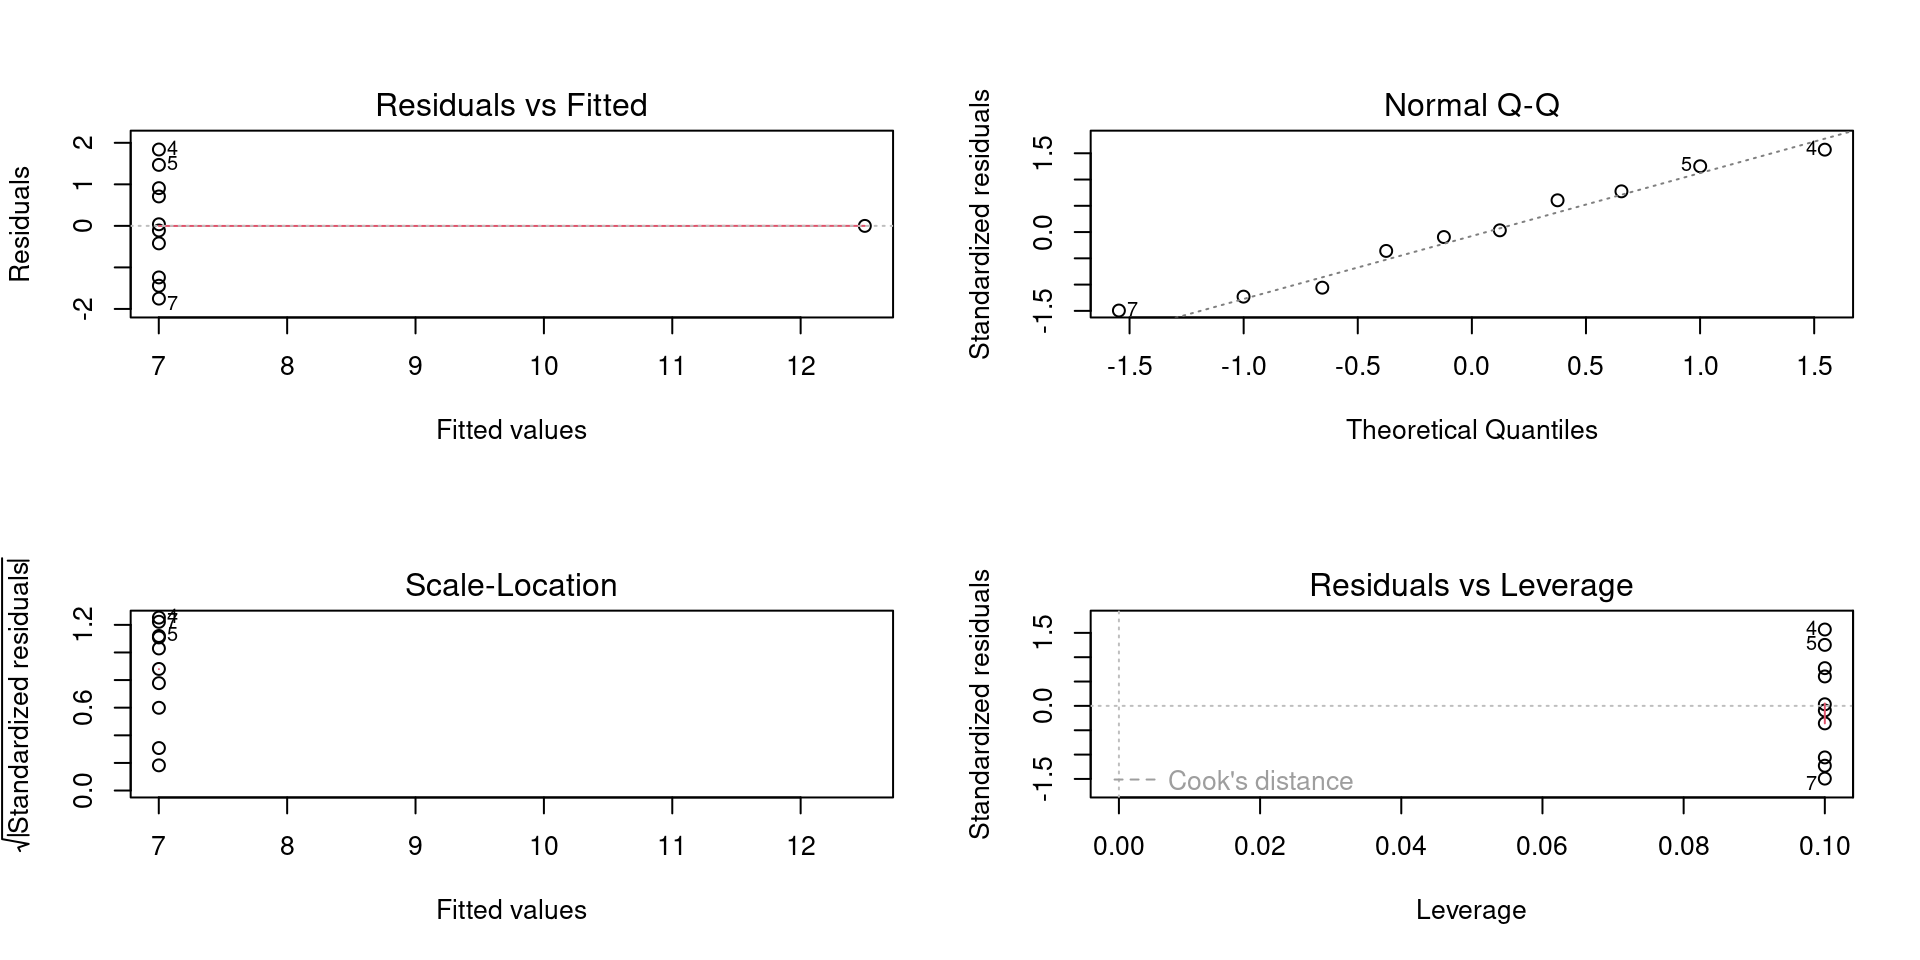 Residuals vs Fitted
Residuals
2
1
0
-2
4
5
7
7 8 9 10 11 12
Fitted values
Normal Q-Q
Standardized residuals
1.5
0.0
-1.5
7
5
4
-1.5 -1.0 -0.5 0.0 0.5 1.0 1.5
Theoretical Quantiles
Scale-Location
√|Standardized residuals|
1.2
0.6
0.0
4
7
5
7 8 9 10 11 12
Fitted values
Residuals vs Leverage
Standardized residuals
1.5
0.0
-1.5
4
5
7
Cook's distance
0.00 0.02 0.04 0.06 0.08 0.10
Leverage